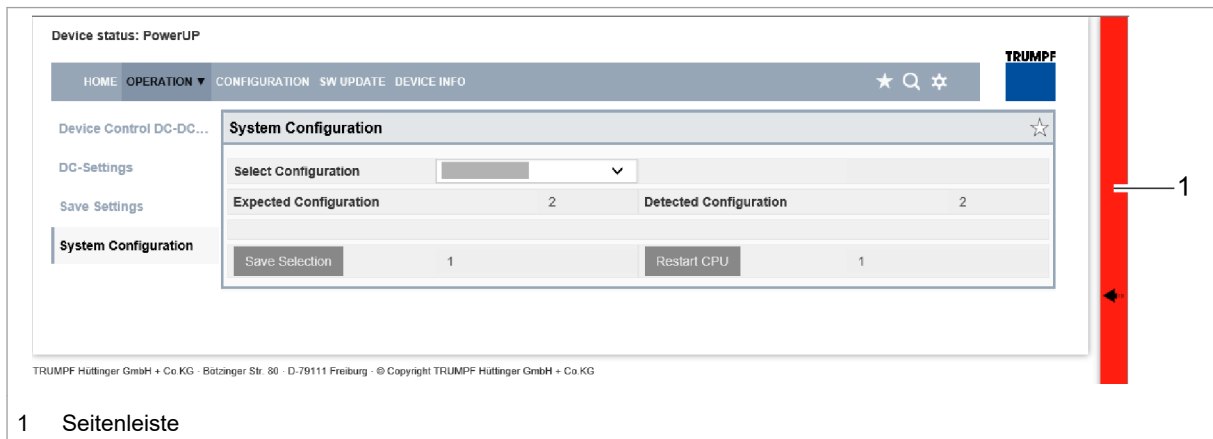 Device status: PowerUP
TRUMPF
HOME OPERATION ▼ CONFIGURATION SW UPDATE DEVICE INFO
Device Control DC-DC... System Configuration
DC-Settings Select Configuration
Save Settings Expected Configuration 2 Detected Configuration 2
System Configuration
Save Selection 1 Restart CPU 1
1
TRUMPF Hüttinger GmbH + Co.KG - Bötzinger Str. 80 - D-79111 Freiburg - © Copyright TRUMPF Hüttinger GmbH + Co.KG
1 Seitenleiste